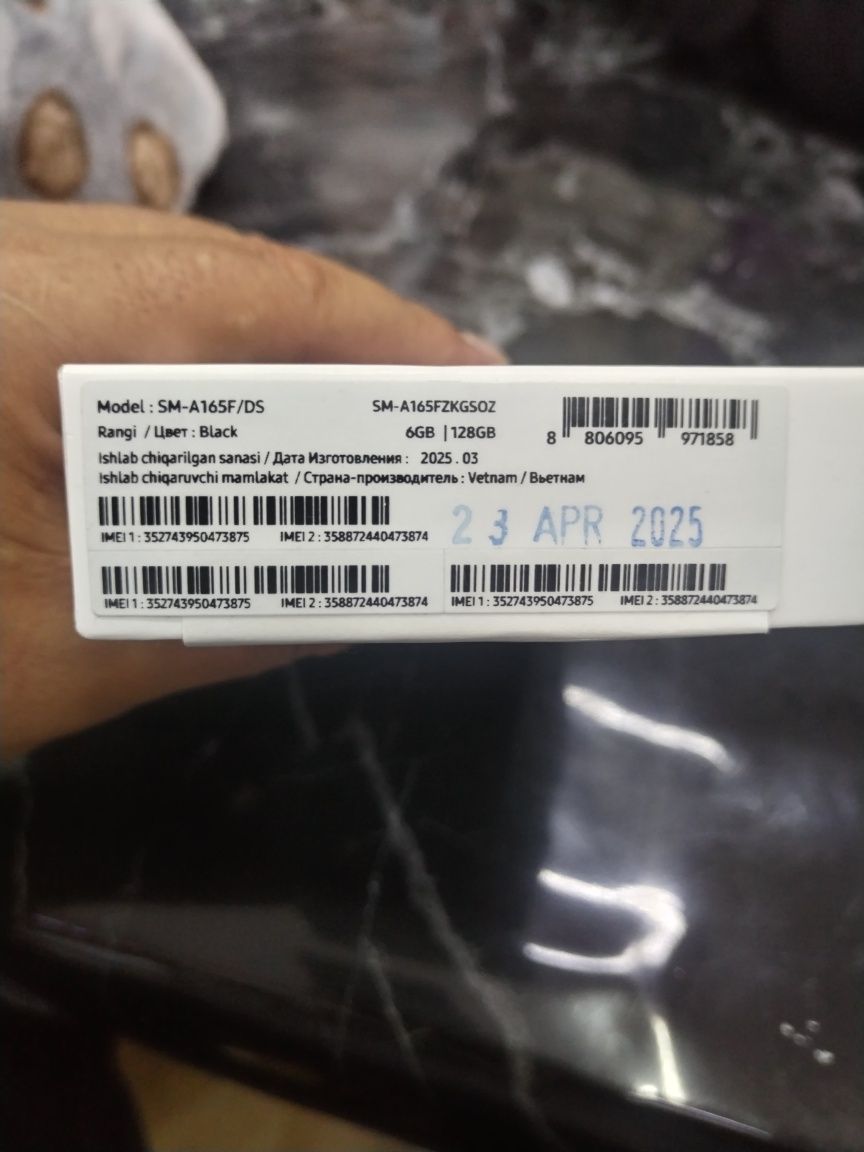 Model : SM-A165F/DS SM-A165FZKGSOZ
Rangi / Цвет : Black 6GB | 128GB
8 806095 971858
Ishlab chiqarilgan sanasi / Дата Изготовления : 2025 . 03
Ishlab chiqaruvchi mamlakat / Страна-производитель : Vetnam / Вьетнам
IMEI 1 : 352743950473875 IMEI 2 : 358872440473874
23 APR 2025
IMEI 1 : 352743950473875 IMEI 2 : 358872440473874
IMEI 1 : 352743950473875 IMEI 2 : 358872440473874